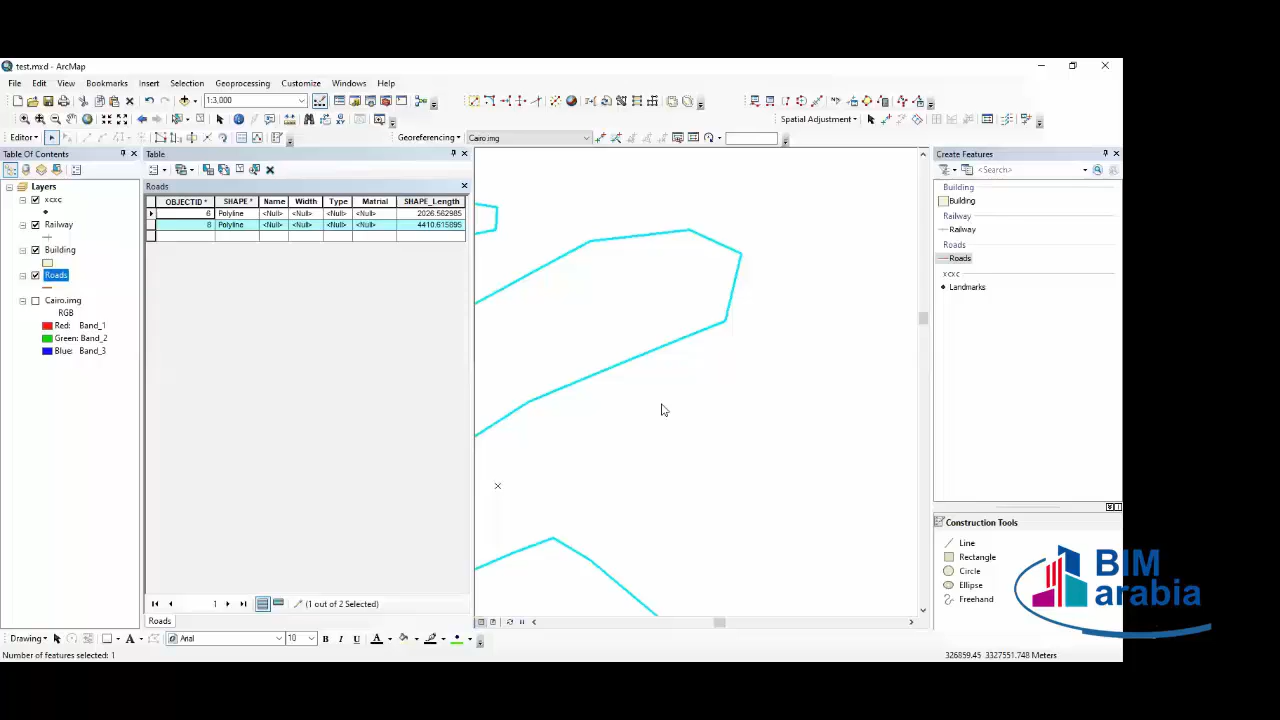 test.mxd - ArcMap
File Edit View Bookmarks Insert Selection Geoprocessing Customize Windows Help
1:3,000
Spatial Adjustment
Editor Georeferencing Cairo.img
Table Of Contents
Layers
xcxc
Railway
Building
Roads
Cairo.img
RGB
Red: Band_1
Green: Band_2
Blue: Band_3
Table
Roads
OBJECTID * SHAPE * Name Width Type Matrial SHAPE_Length
6 Polyline <Null> <Null> <Null> <Null> 2026.562985
8 Polyline <Null> <Null> <Null> <Null> 4410.615895
1 (1 out of 2 Selected)
Roads
Create Features
<Search>
Building
Building
Railway
Railway
Roads
Roads
xcxc
Landmarks
Construction Tools
Line
Rectangle
Circle
Ellipse
Freehand
BIM
arabia
Drawing A Arial 10 B I U A
Number of features selected: 1
326859.45 3327551.748 Meters